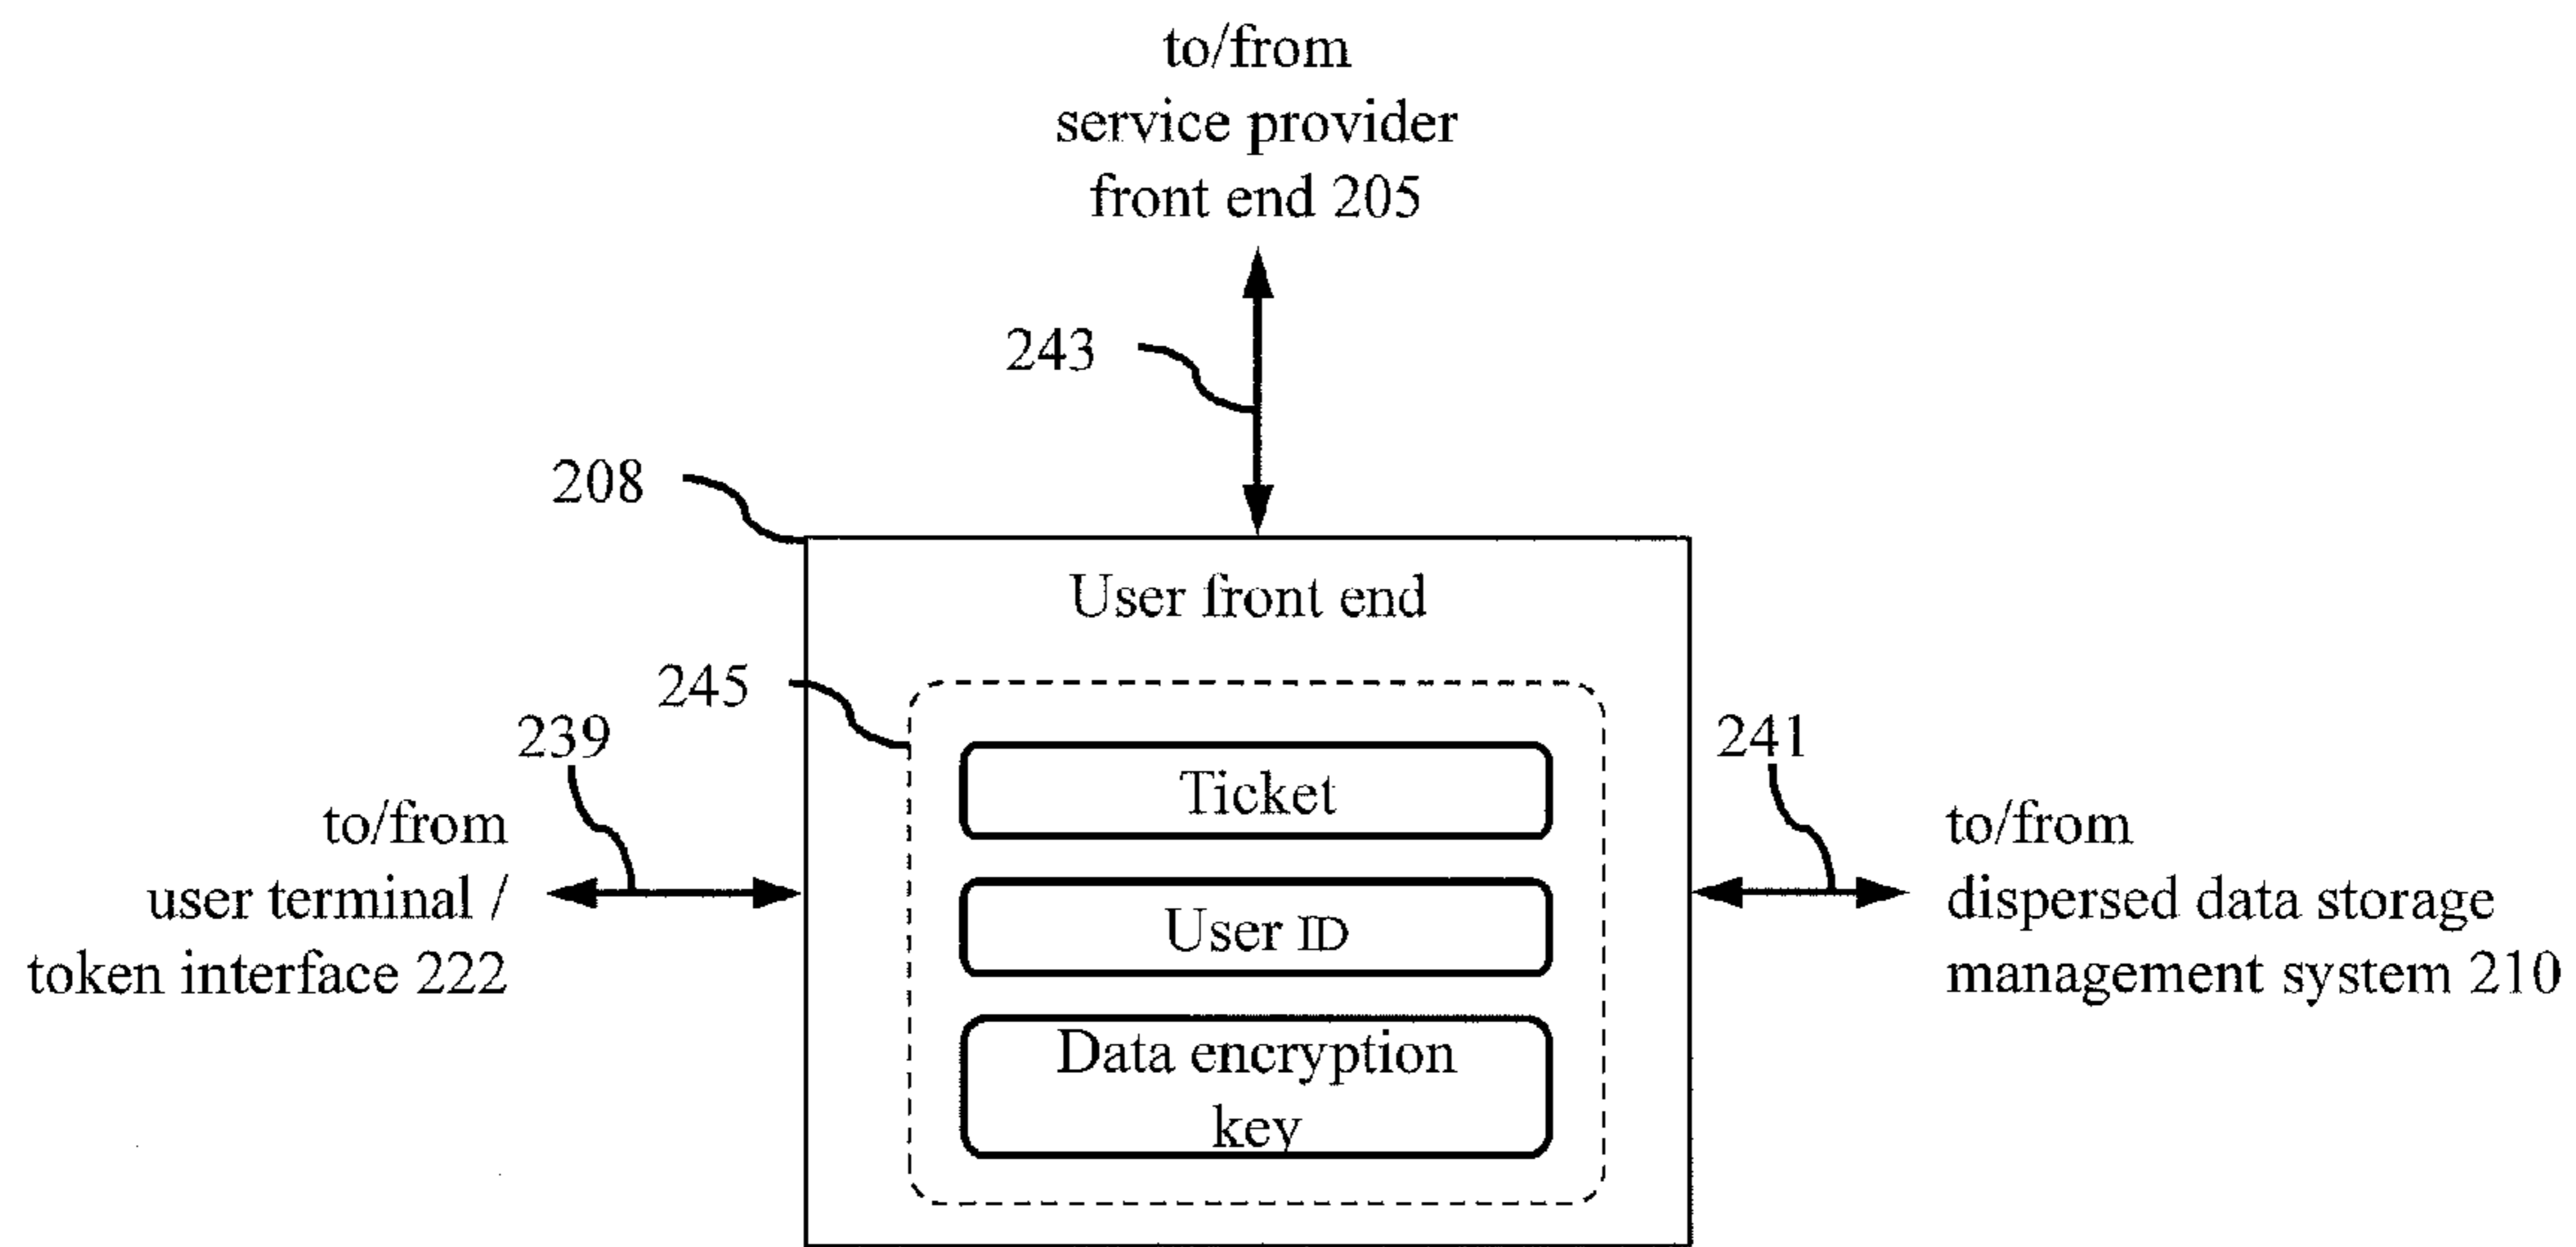 to/from
service provider
front end 205
243
208
User front end
245
239
241
Ticket
to/from
user terminal /
token interface 222
to/from
dispersed data storage
management system 210
User ID
Data encryption
key